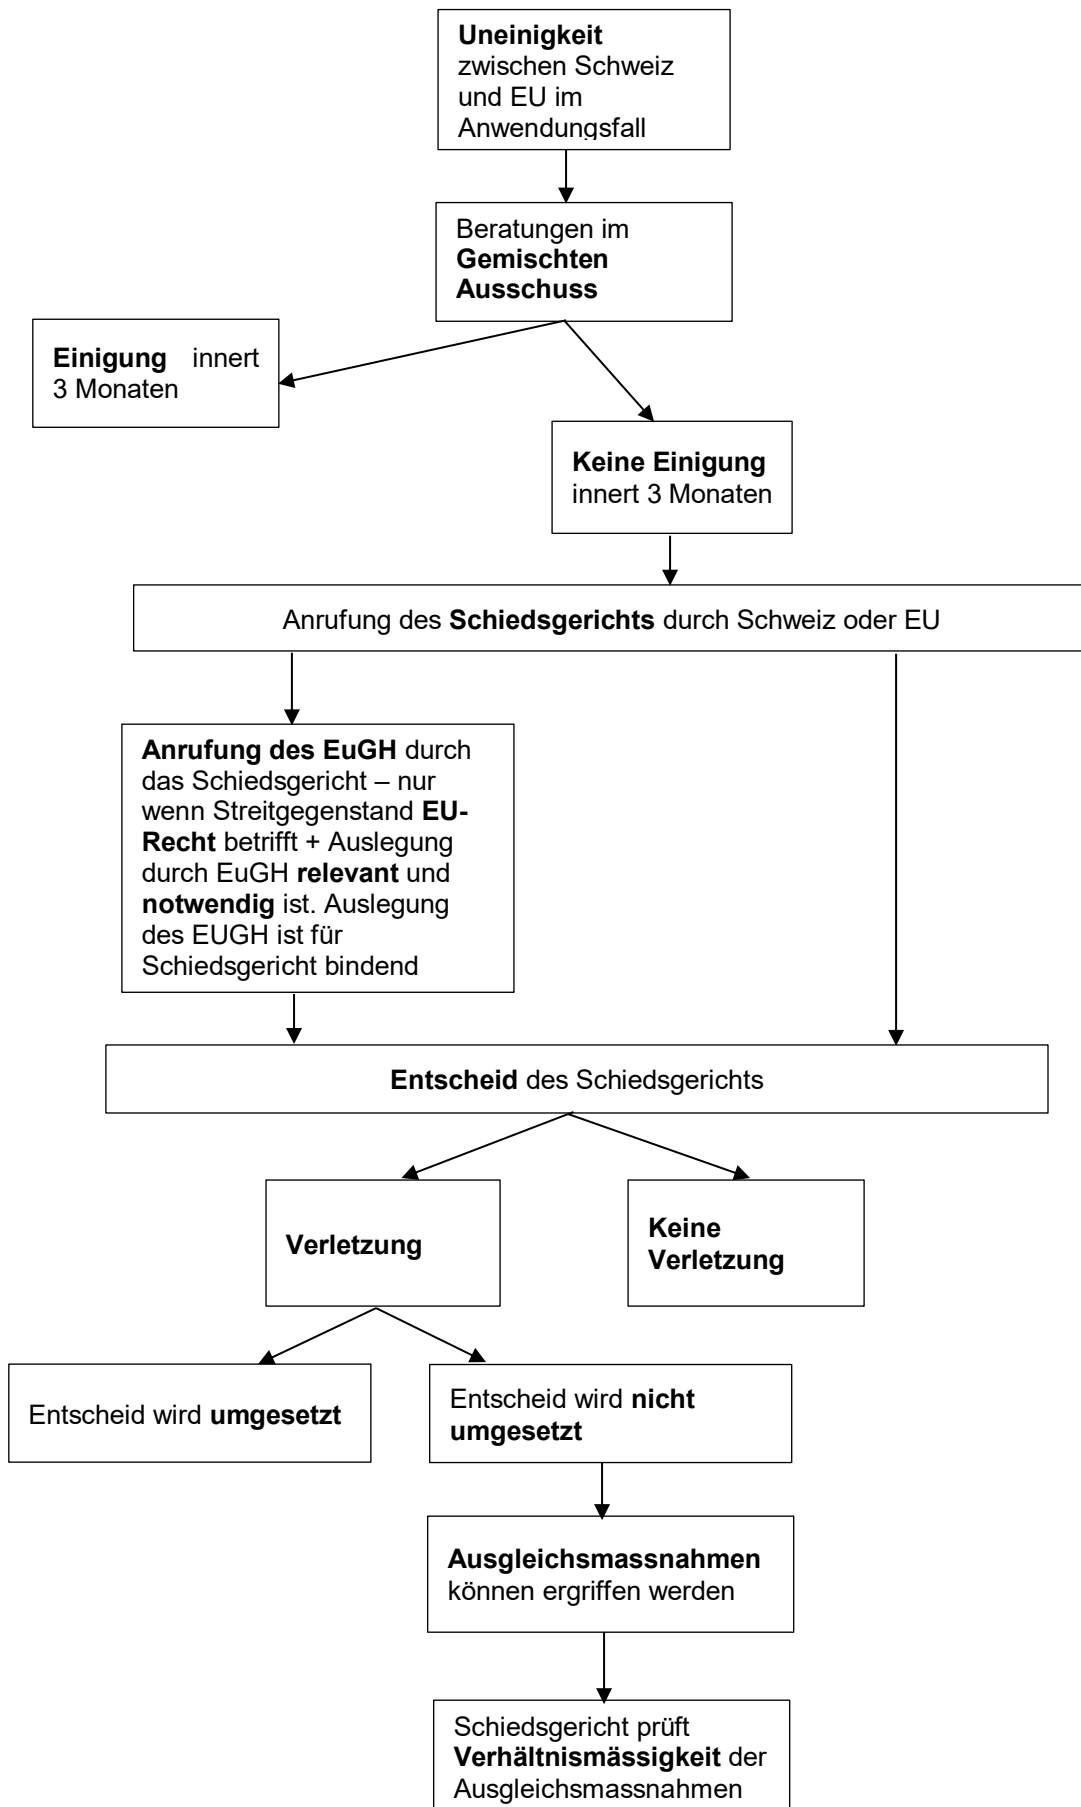 Uneinigkeit
zwischen Schweiz
und EU im
Anwendungsfall
Beratungen im
Gemischten
Ausschuss
Einigung innert
3 Monaten
Keine Einigung
innert 3 Monaten
Anrufung des Schiedsgerichts durch Schweiz oder EU
Anrufung des EuGH durch
das Schiedsgericht – nur
wenn Streitgegenstand EU-
Recht betrifft + Auslegung
durch EuGH relevant und
notwendig ist. Auslegung
des EUGH ist für
Schiedsgericht bindend
Entscheid des Schiedsgerichts
Verletzung
Keine
Verletzung
Entscheid wird umgesetzt
Entscheid wird nicht
umgesetzt
Ausgleichsmassnahmen
können ergriffen werden
Schiedsgericht prüft
Verhältnismässigkeit der
Ausgleichsmassnahmen